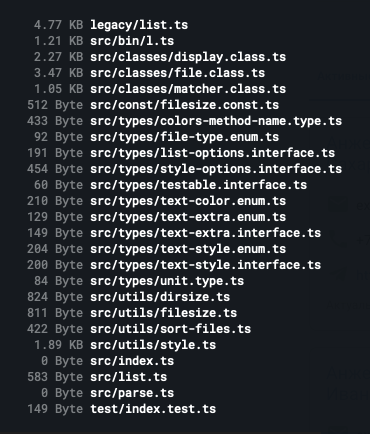 4.77 KB legacy/list.ts
1.21 KB src/bin/l.ts
2.27 KB src/classes/display.class.ts
3.47 KB src/classes/file.class.ts
1.05 KB src/classes/matcher.class.ts
512 Byte src/const/filesize.const.ts
433 Byte src/types/colors-method-name.type.ts
92 Byte src/types/file-type.enum.ts
191 Byte src/types/list-options.interface.ts
454 Byte src/types/style-options.interface.ts
60 Byte src/types/testable.interface.ts
210 Byte src/types/text-color.enum.ts
129 Byte src/types/text-extra.enum.ts
149 Byte src/types/text-extra.interface.ts
204 Byte src/types/text-style.enum.ts
200 Byte src/types/text-style.interface.ts
84 Byte src/types/unit.type.ts
824 Byte src/utils/dirsize.ts
811 Byte src/utils/filesize.ts
422 Byte src/utils/sort-files.ts
1.89 KB src/utils/style.ts
0 Byte src/index.ts
583 Byte src/list.ts
0 Byte src/parse.ts
149 Byte test/index.test.ts